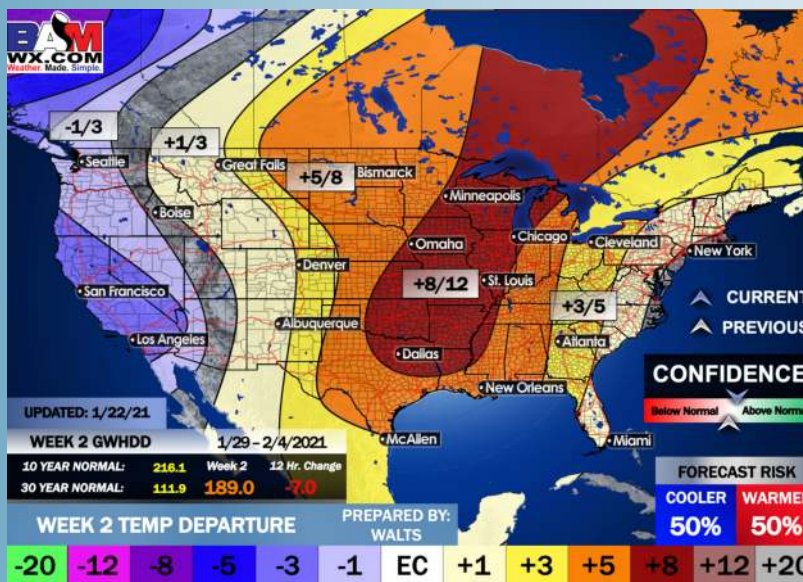 BAM
WX.COM
Weather. Made. Simple.
-1/3
+1/3
Seattle
Great Falls
+5/8
Bismarck
Minneapolis
Boise
Omaha
Chicago
Cleveland
New York
Denver
+8/12
St. Louis
San Francisco
+3/5
CURRENT
Albuquerque
PREVIOUS
Los Angeles
Atlanta
Dallas
CONFIDENCE
New Orleans
Below Normal
Above Norma
UPDATED: 1/22/21
McAllen
Miami
WEEK 2 GWHDD 1/29 – 2/4/2021
10 YEAR NORMAL: 216.1 Week 2 12 Hr. Change
30 YEAR NORMAL: 111.9 189.0 -7.0
FORECAST RISK
COOLER WARME
50% 50%
WEEK 2 TEMP DEPARTURE
PREPARED BY:
WALTS
-20 -12 -8 -5 -3 -1 EC +1 +3 +5 +8 +12 +20